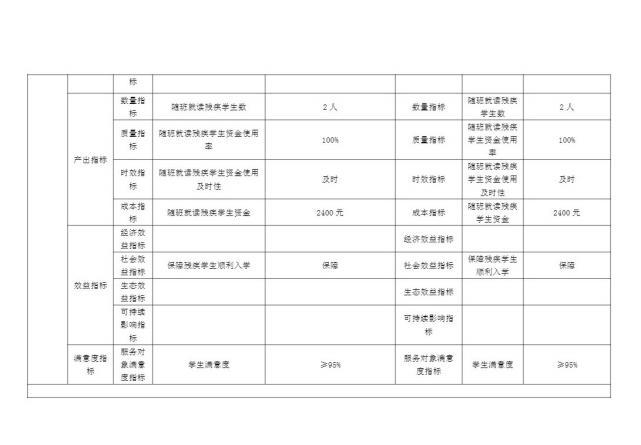 标
产出指标
数量指
标
随班就读残疾学生数
2人
数量指标
随班就读残疾
学生数
2人
质量指
标
随班就读残疾学生资金使用
率
100%
质量指标
随班就读残疾
学生资金使用
率
100%
时效指
标
随班就读残疾学生资金使用
及时性
及时
时效指标
随班就读残疾
学生资金使用
及时性
及时
成本指
标
随班就读残疾学生资金
2400元
成本指标
随班就读残疾
学生资金
2400元
效益指标
经济效
益指标
经济效益指标
社会效
益指标
保障残疾学生顺利入学
保障
社会效益指标
保障残疾学生
顺利入学
保障
生态效
益指标
生态效益指标
可持续
影响指
标
可持续影响指
标
满意度指
标
服务对
象满意
度指标
学生满意度
≥95%
服务对象满意
度指标
学生满意度
≥95%